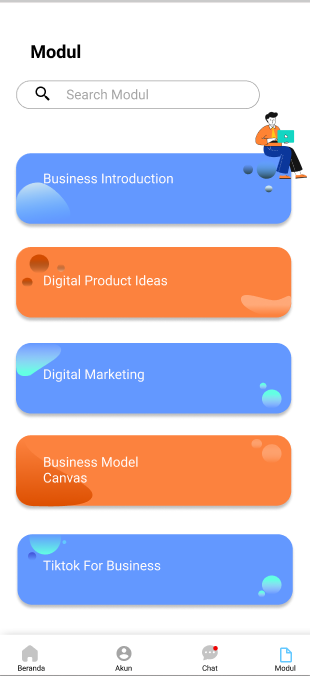 Modul
Search Modul
Business Introduction
Digital Product Ideas
Digital Marketing
Business Model
Canvas
Tiktok For Business
Beranda
Akun
Chat
Modul